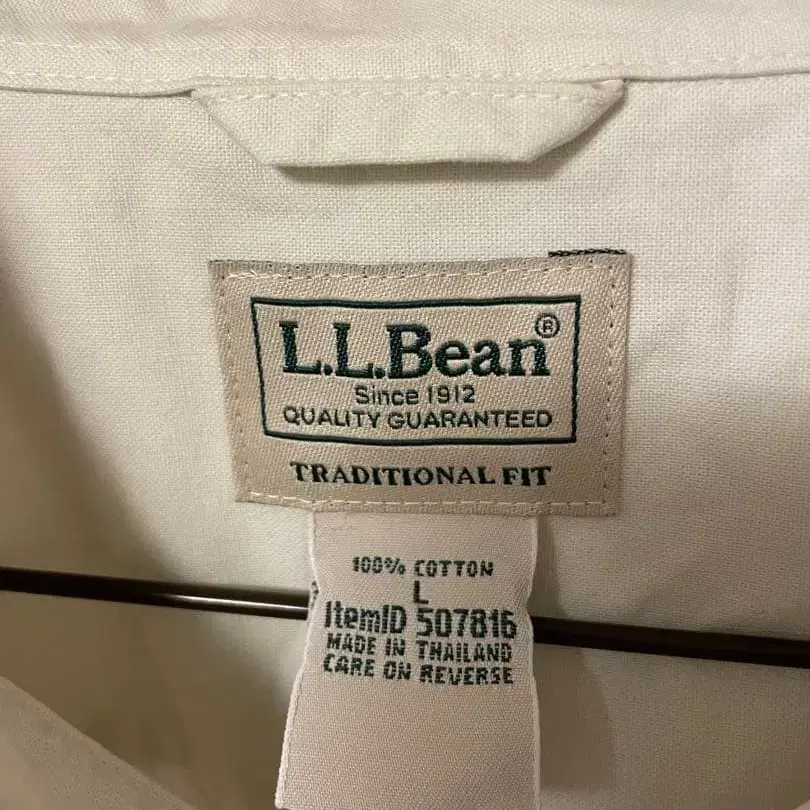 L.L.Bean®
Since 1912
QUALITY GUARANTEED
TRADITIONAL FIT
100% COTTON
L
ItemID 507816
MADE IN THAILAND
CARE ON REVERSE